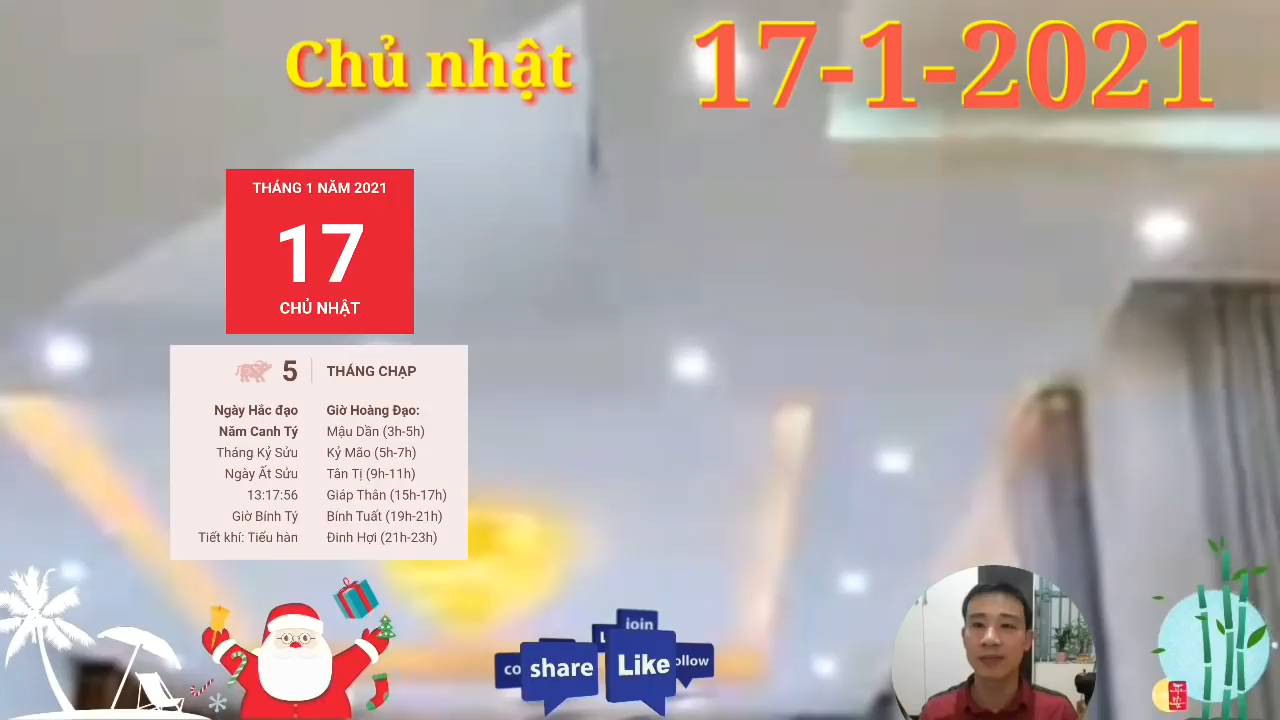 Chủ nhật
17-1-2021
THÁNG 1 NĂM 2021
17
CHỦ NHẬT
5
THÁNG CHẠP
Ngày Hắc đạo
Năm Canh Tý
Tháng Kỷ Sửu
Ngày Ất Sửu
13:17:56
Giờ Bính Tý
Tiết khí: Tiểu hàn
Giờ Hoàng Đạo:
Mậu Dần (3h-5h)
Kỷ Mão (5h-7h)
Tân Tị (9h-11h)
Giáp Thân (15h-17h)
Bính Tuất (19h-21h)
Đinh Hợi (21h-23h)
join
co
share
L
Like
ollow